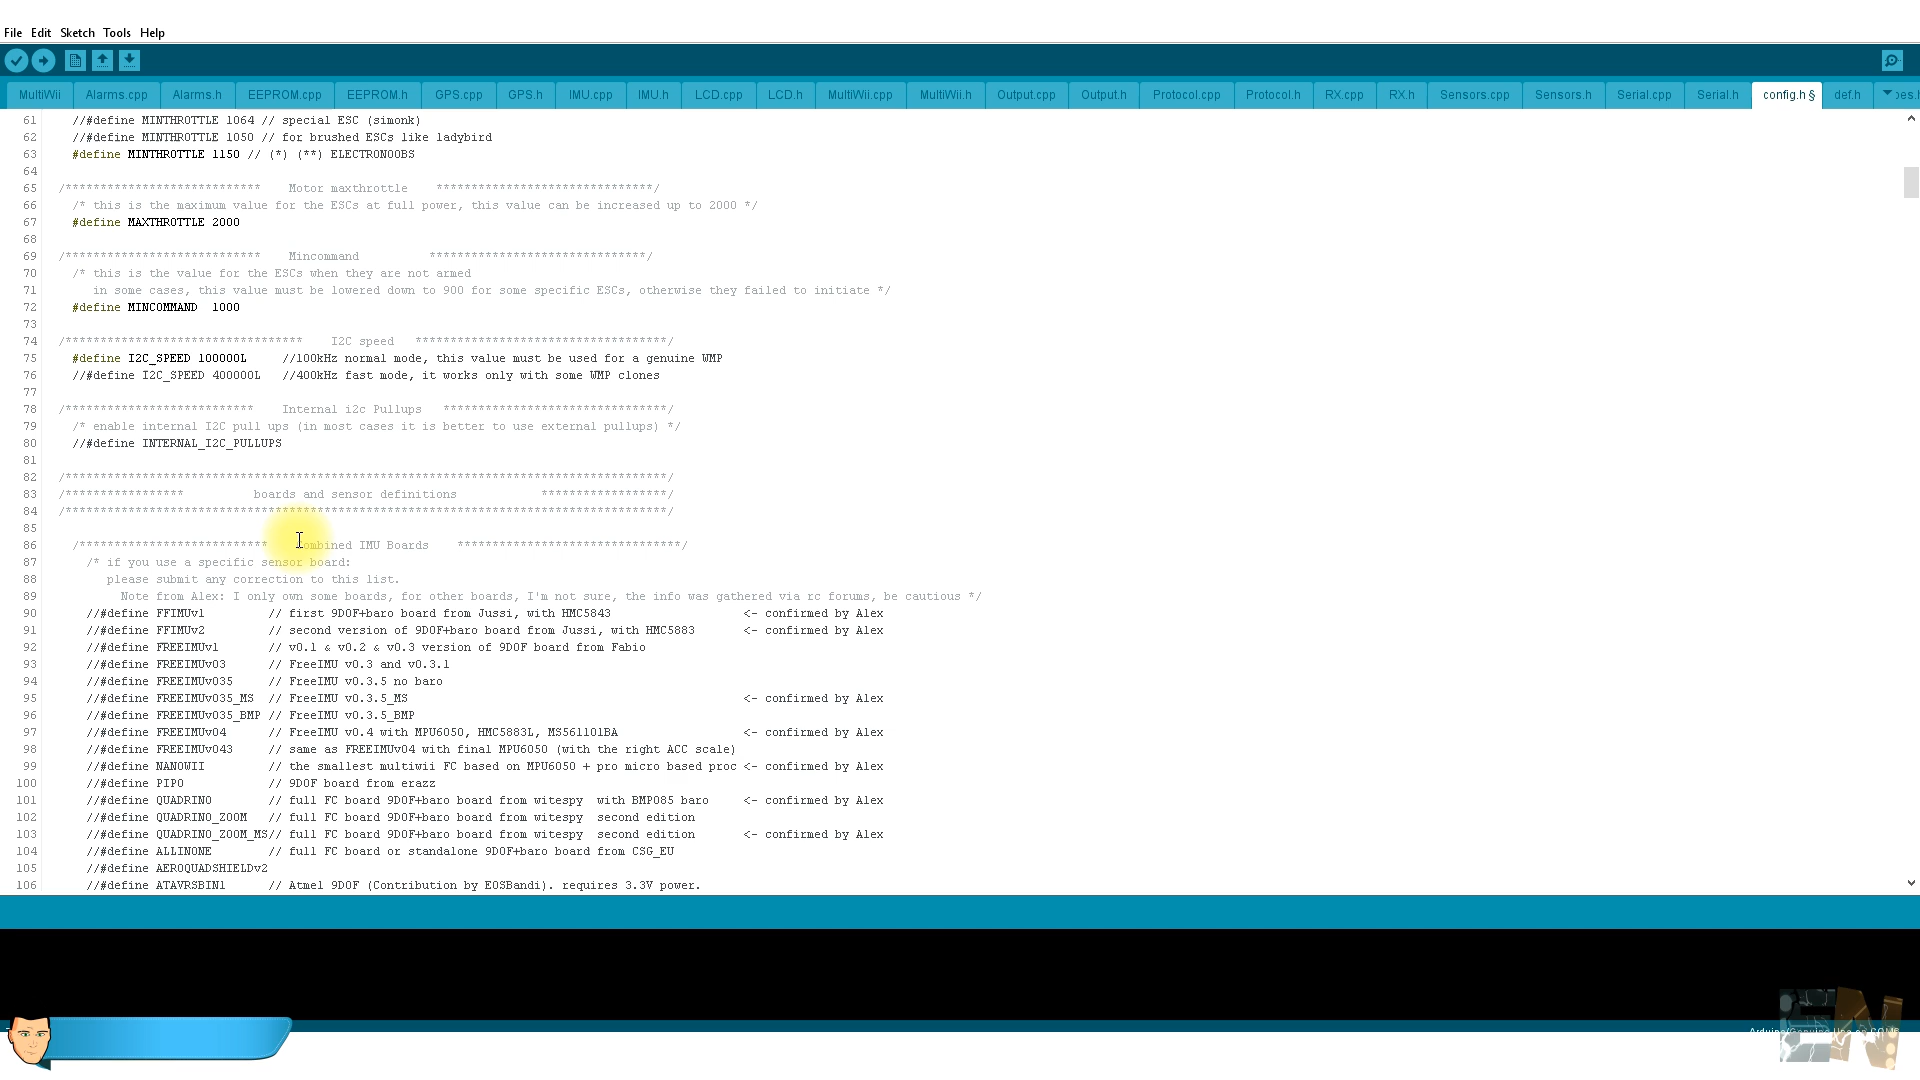 File Edit Sketch Tools Help
MultiWii Alarms.cpp Alarms.h EEPROM.cpp EEPROM.h GPS.cpp GPS.h IMU.cpp IMU.h LCD.cpp LCD.h MultiWii.cpp MultiWii.h Output.cpp Output.h Protocol.cpp Protocol.h RX.cpp RX.h Sensors.cpp Sensors.h Serial.cpp Serial.h config.h § def.h
61 //#define MINTHROTTLE 1064 // special ESC (simonk)
62 //#define MINTHROTTLE 1050 // for brushed ESCs like ladybird
63 #define MINTHROTTLE 1150 // (*) (**) ELECTRONOOBS
64
65 /**************************** Motor maxthrottle *******************************/
66 /* this is the maximum value for the ESCs at full power, this value can be increased up to 2000 */
67 #define MAXTHROTTLE 2000
68
69 /**************************** Mincommand *******************************/
70 /* this is the value for the ESCs when they are not armed
71 in some cases, this value must be lowered down to 900 for some specific ESCs, otherwise they failed to initiate */
72 #define MINCOMMAND 1000
73
74 /********************************** I2C speed ************************************/
75 #define I2C_SPEED 100000L //100kHz normal mode, this value must be used for a genuine WMP
76 //#define I2C_SPEED 400000L //400kHz fast mode, it works only with some WMP clones
77
78 /*************************** Internal i2c Pullups ********************************/
79 /* enable internal I2C pull ups (in most cases it is better to use external pullups) */
80 //#define INTERNAL_I2C_PULLUPS
81
82 /**************************************************************************************/
83 /***************** boards and sensor definitions ******************/
84 /**************************************************************************************/
85
86 /*************************** Combined IMU Boards ********************************/
87 /* if you use a specific sensor board:
88 please submit any correction to this list.
89 Note from Alex: I only own some boards, for other boards, I'm not sure, the info was gathered via rc forums, be cautious */
90 //#define FFIMUv1 // first 9DOF+baro board from Jussi, with HMC5843 <- confirmed by Alex
91 //#define FFIMUv2 // second version of 9DOF+baro board from Jussi, with HMC5883 <- confirmed by Alex
92 //#define FREEIMUv1 // v0.1 & v0.2 & v0.3 version of 9DOF board from Fabio
93 //#define FREEIMUv03 // FreeIMU v0.3 and v0.3.1
94 //#define FREEIMUv035 // FreeIMU v0.3.5 no baro
95 //#define FREEIMUv035_MS // FreeIMU v0.3.5_MS <- confirmed by Alex
96 //#define FREEIMUv035_BMP // FreeIMU v0.3.5_BMP
97 //#define FREEIMUv04 // FreeIMU v0.4 with MPU6050, HMC5883L, MS561101BA <- confirmed by Alex
98 //#define FREEIMUv043 // same as FREEIMUv04 with final MPU6050 (with the right ACC scale)
99 //#define NANOWII // the smallest multiwii FC based on MPU6050 + pro micro based proc <- confirmed by Alex
100 //#define PIPO // 9DOF board from erazz
101 //#define QUADRINO // full FC board 9DOF+baro board from witespy with BMP085 baro <- confirmed by Alex
102 //#define QUADRINO_ZOOM // full FC board 9DOF+baro board from witespy second edition
103 //#define QUADRINO_ZOOM_MS// full FC board 9DOF+baro board from witespy second edition <- confirmed by Alex
104 //#define ALLINONE // full FC board or standalone 9DOF+baro board from CSG_EU
105 //#define AEROQUADSHIELDv2
106 //#define ATAVRSBIN1 // Atmel 9DOF (Contribution by EOSBandi). requires 3.3V power.
EN